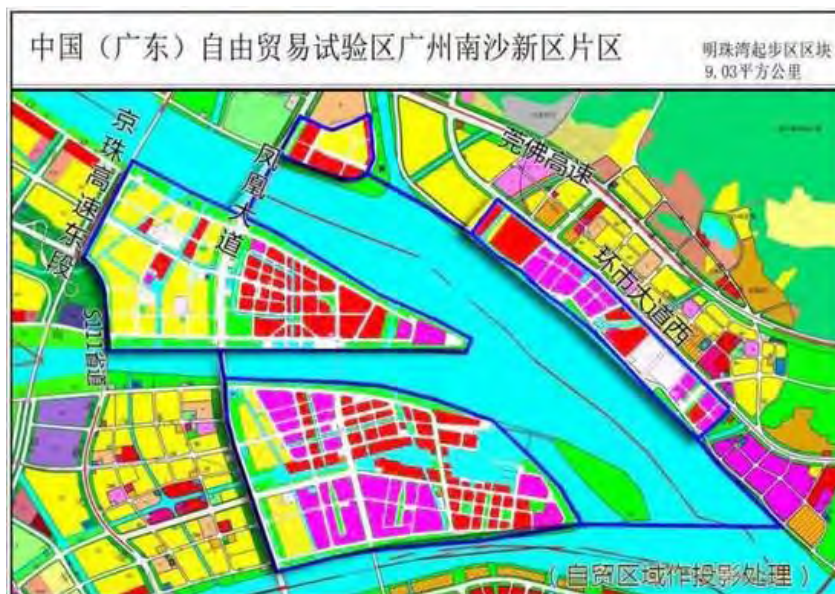 中国（广东）自由贸易试验区广州南沙新区片区
明珠湾起步区区块
9.03平方公里
京珠高速东段
凤凰大道
莞佛高速
环市大道西
S111省道
（自贸区域作投影处理）